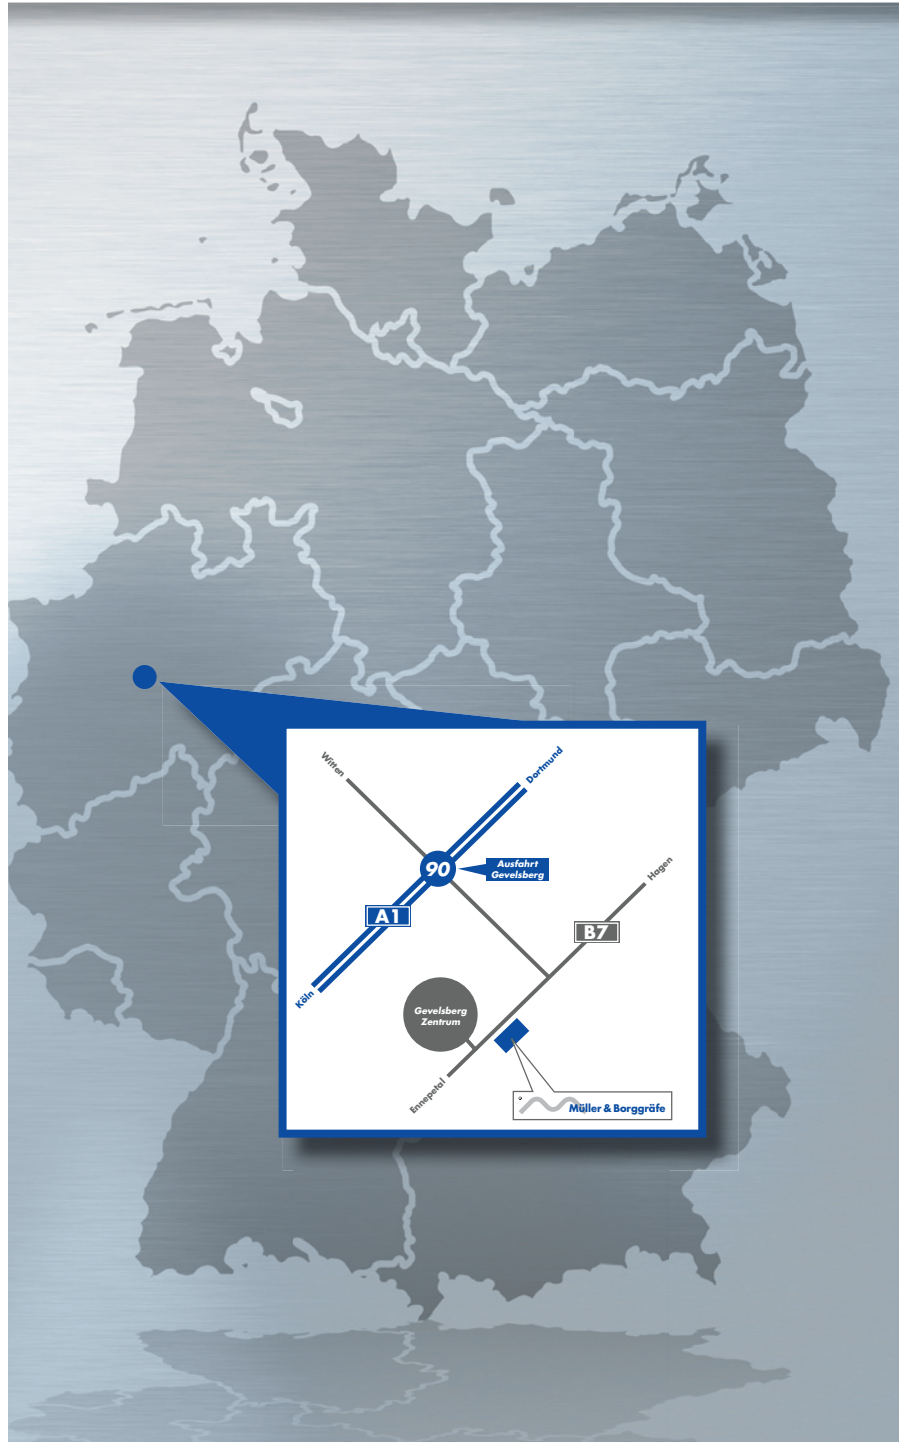 Witten
Dortmund
90
Ausfahrt
Gevelsberg
Hagen
A1
B7
Köln
Gevelsberg
Zentrum
Ennepetal
Müller & Borggräfe